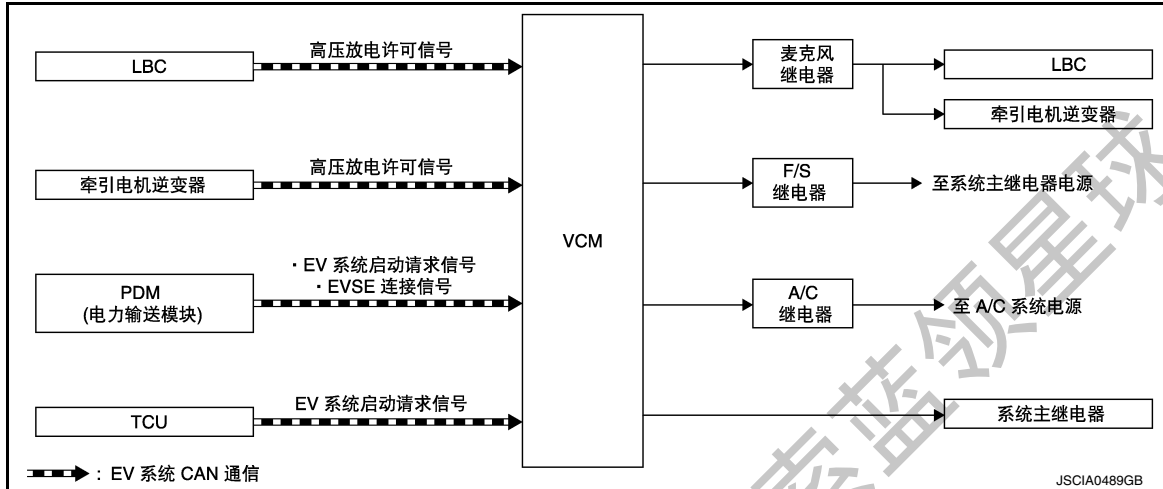 LBC
高压放电许可信号
牵引电机逆变器
高压放电许可信号
PDM
(电力输送模块)
· EV 系统启动请求信号
· EVSE 连接信号
TCU
EV 系统启动请求信号
: EV 系统 CAN 通信
VCM
麦克风
继电器
LBC
牵引电机逆变器
F/S
继电器
至系统主继电器电源
A/C
继电器
至 A/C 系统电源
系统主继电器
JSCIA0489GB
索蓝领星球